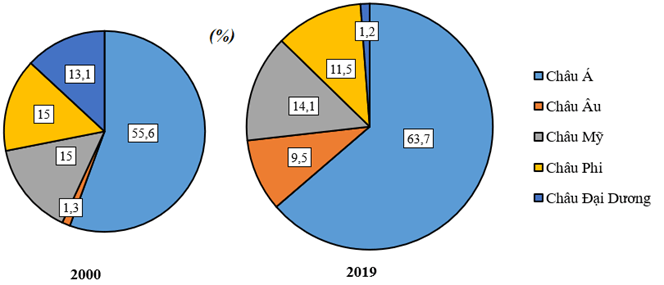 (%)
13,1
15
15
1,3
55,6
2000
1,2
11,5
14,1
9,5
63,7
2019
Châu Á
Châu Âu
Châu Mỹ
Châu Phi
Châu Đại Dương